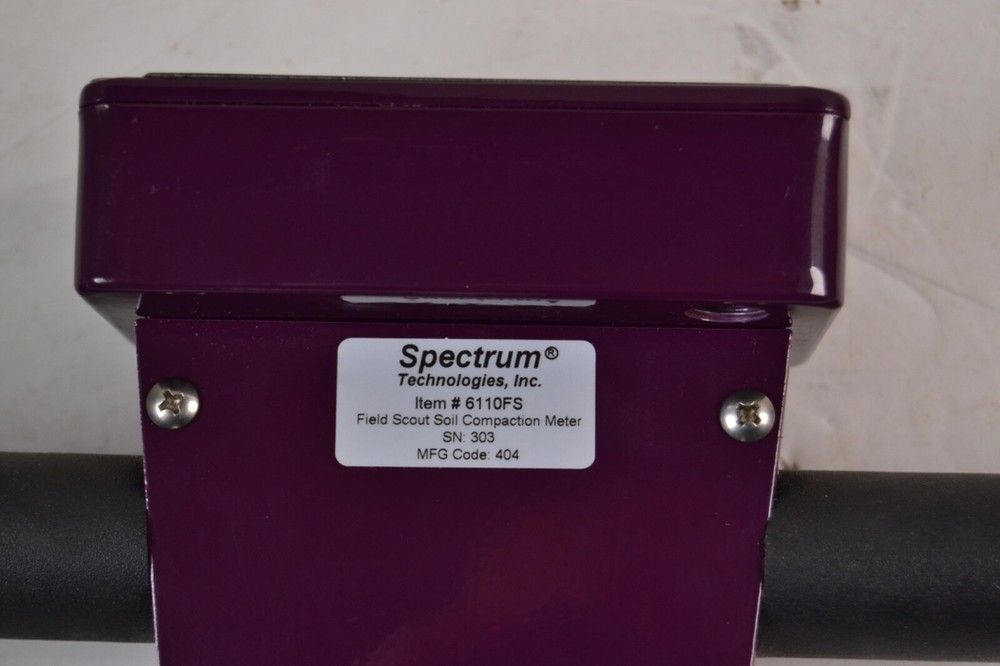 Spectrum®
Technologies, Inc.
Item # 6110FS
Field Scout Soil Compaction Meter
SN: 303
MFG Code: 404